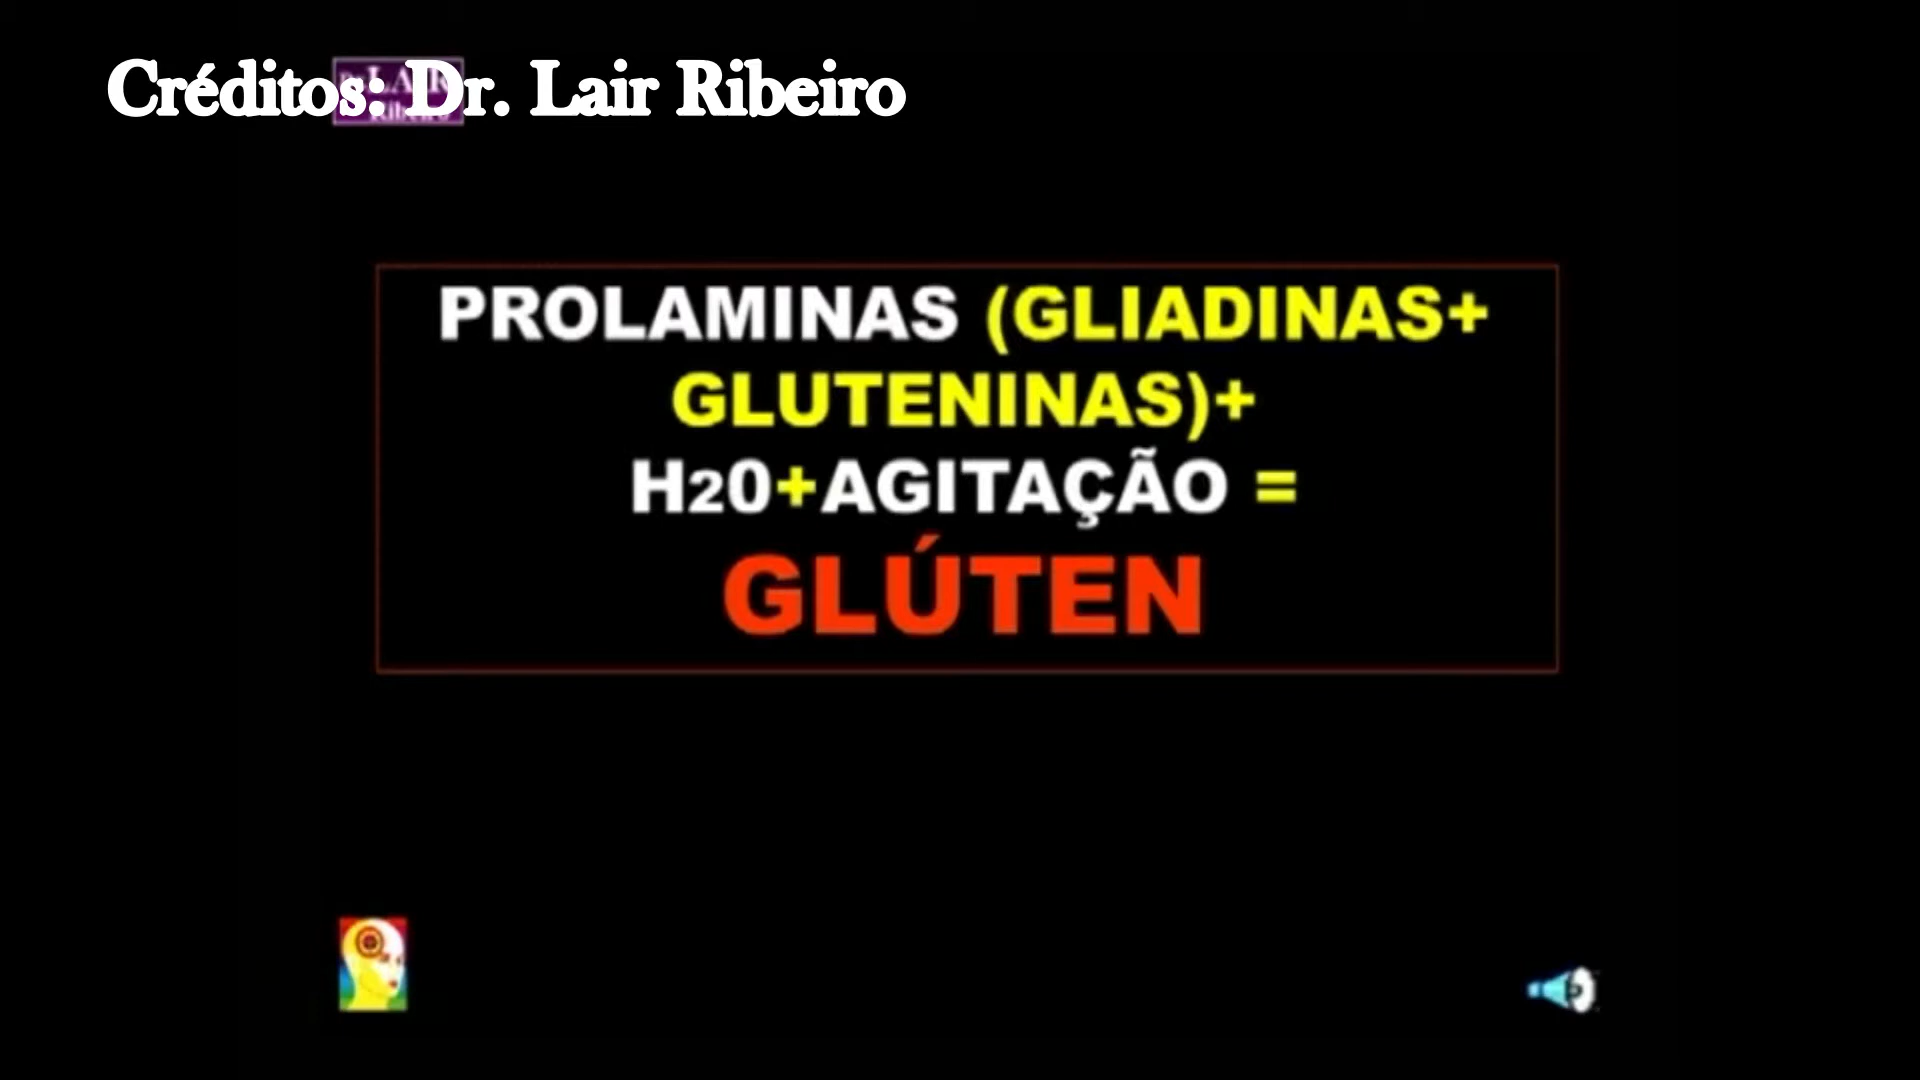 Créditos: Dr. Lair Ribeiro
PROLAMINAS (GLIADINAS+
GLUTENINAS)+
H20+AGITAÇÃO =
GLÚTEN